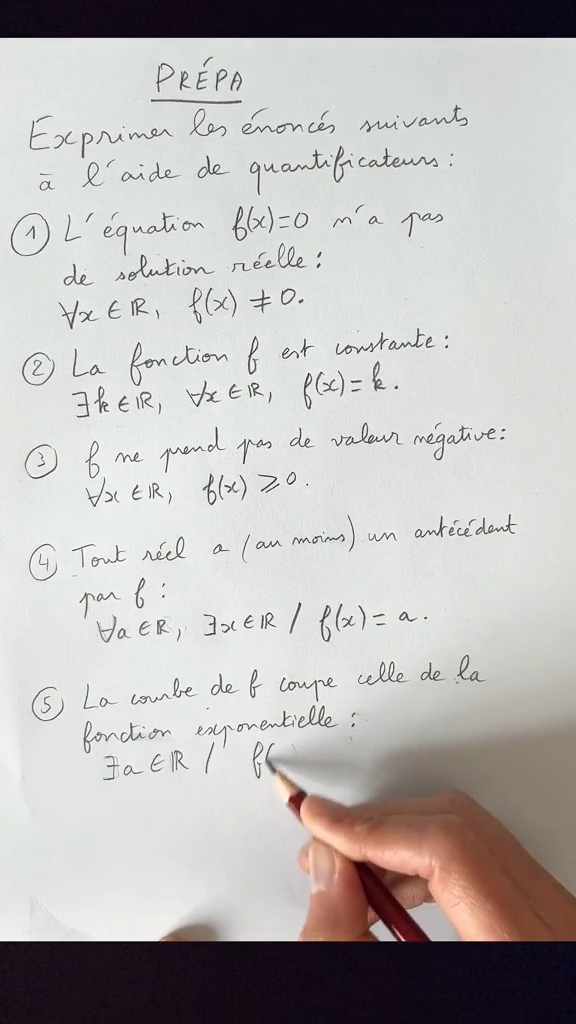 PRÉPA
Exprimer les énoncés suivants
à l'aide de quantificateurs :
① L'équation f(x)=0 n'a pas
de solution réelle :
∀x ∈ ℝ, f(x) ≠ 0.
② La fonction f est constante :
∃k ∈ ℝ, ∀x ∈ ℝ, f(x) = k.
③ f ne prend pas de valeur négative :
∀x ∈ ℝ, f(x) ⩾ 0.
④ Tout réel a (au moins) un antécédent
par f :
∀a ∈ ℝ, ∃x ∈ ℝ / f(x) = a.
⑤ La courbe de f coupe celle de la
fonction exponentielle :
∃a ∈ ℝ / f(